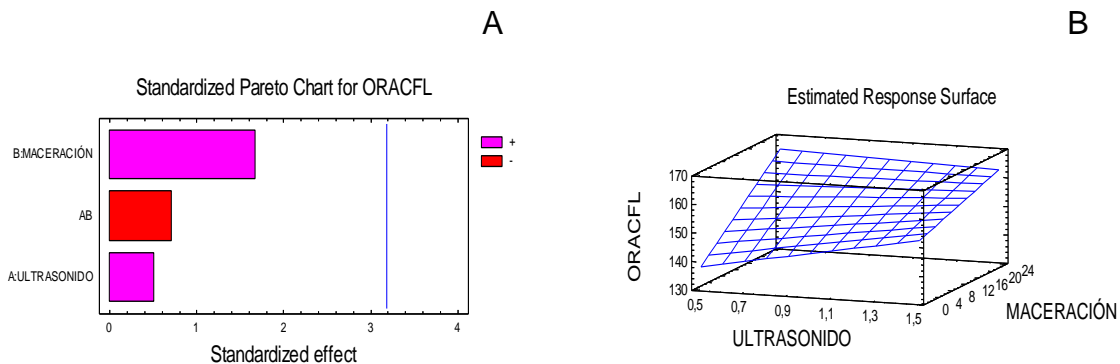 A
Standardized Pareto Chart for ORACFL
B:MACERACIÓN
AB
A:ULTRASONIDO
0 1 2 3 4
Standardized effect
+
-
B
Estimated Response Surface
ORACFL
170
160
150
140
130
0,5 0,7 0,9 1,1 1,3 1,5
ULTRASONIDO
0 4 8 12 16 20 24
MACERACIÓN